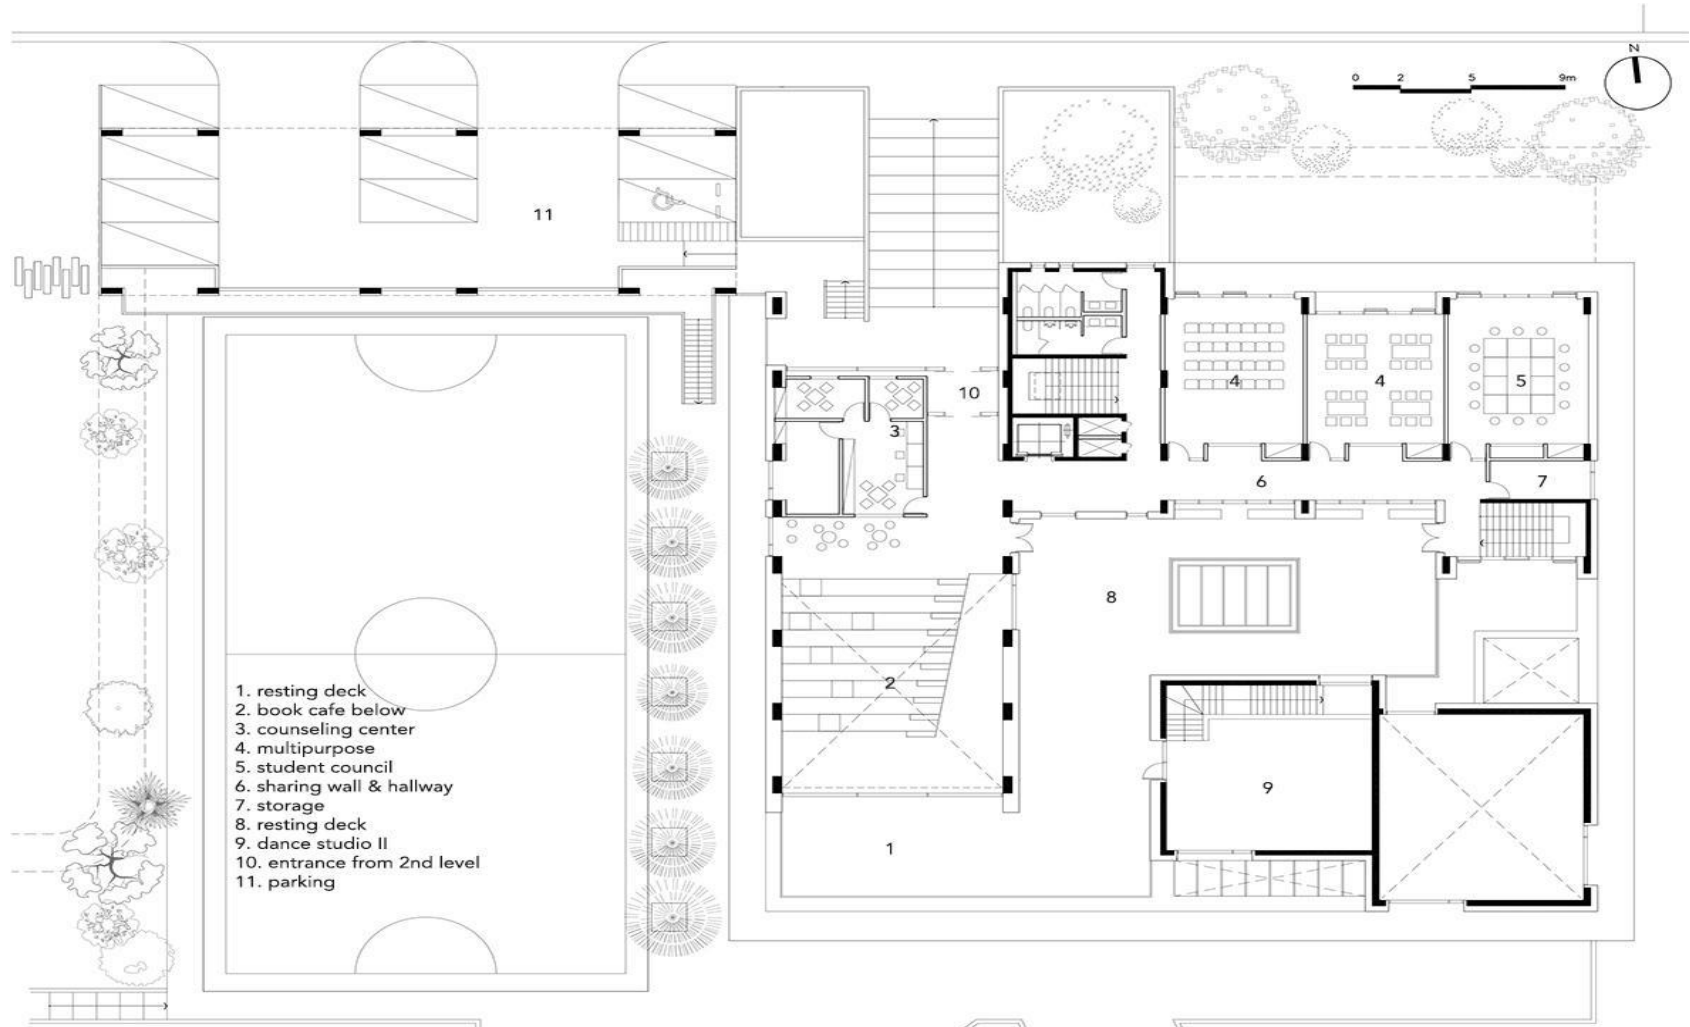 N
0 2 5 9m
11
10
4
4
5
3
6
7
8
2
9
1
1. resting deck
2. book cafe below
3. counseling center
4. multipurpose
5. student council
6. sharing wall & hallway
7. storage
8. resting deck
9. dance studio II
10. entrance from 2nd level
11. parking